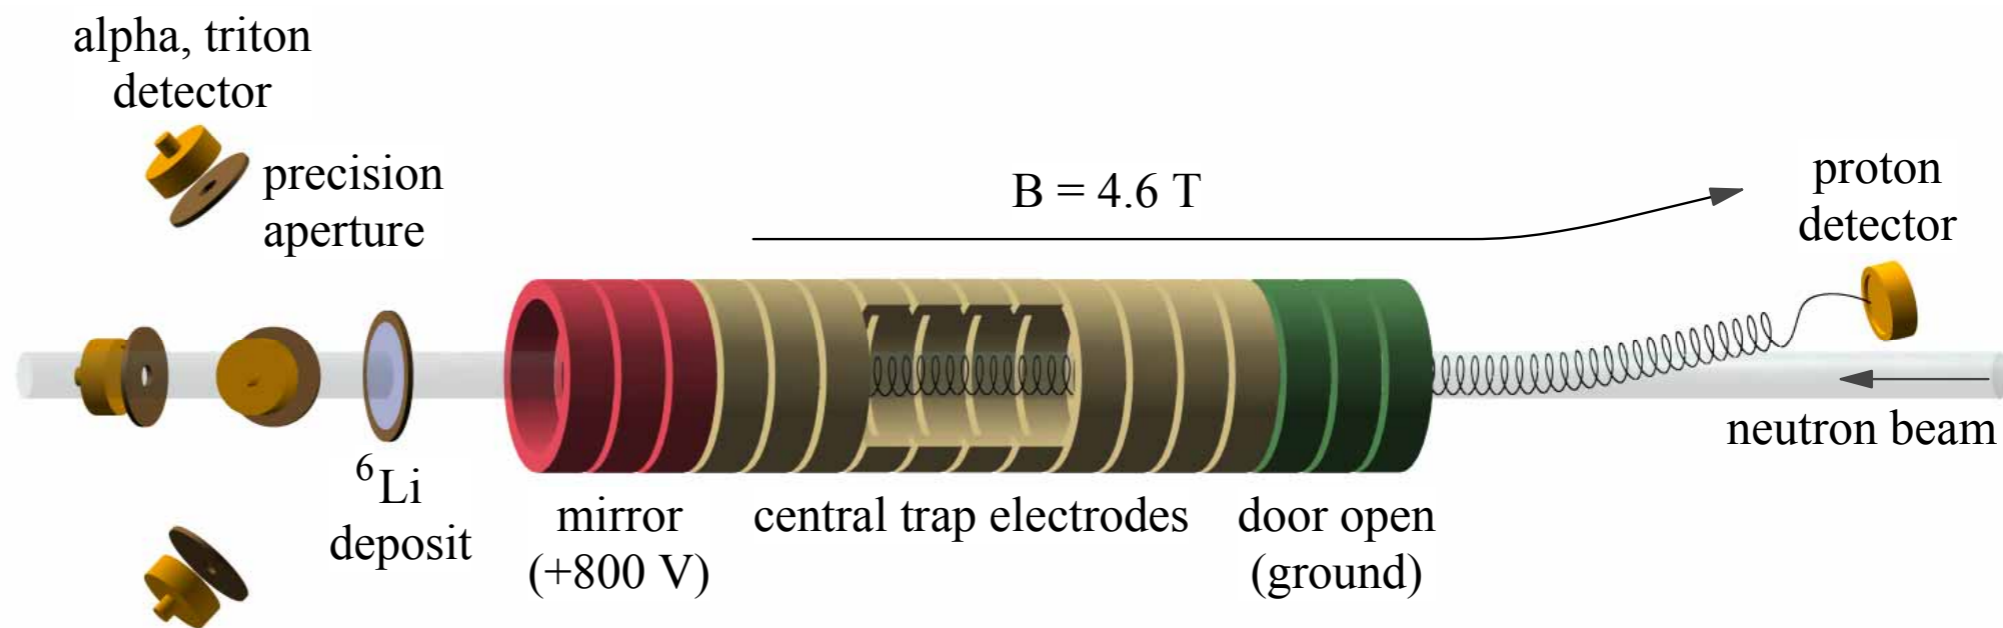 alpha, triton
detector
precision
aperture
B = 4.6 T
proton
detector
neutron beam
⁶Li
deposit
mirror
(+800 V)
central trap electrodes
door open
(ground)